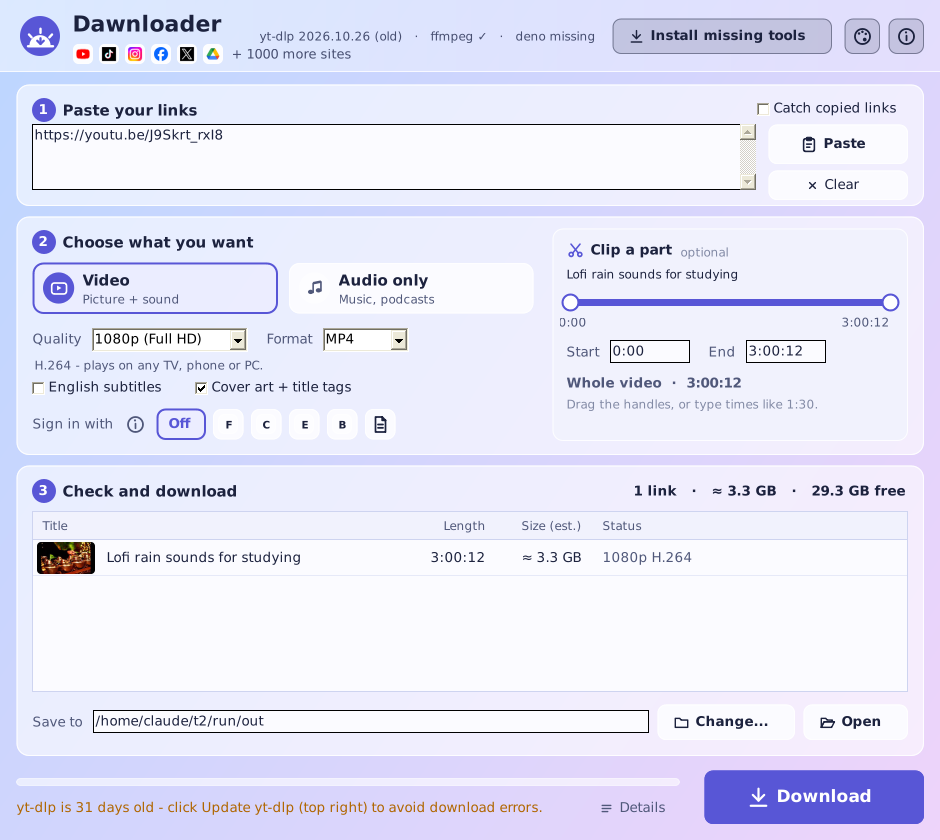 Dawnloader
yt-dlp 2026.10.26 (old) · ffmpeg ✓ · deno missing
Install missing tools
+ 1000 more sites
1 Paste your links
Catch copied links
https://youtu.be/J9Skrt_rxI8
Paste
× Clear
2 Choose what you want
Video
Picture + sound
Audio only
Music, podcasts
Quality 1080p (Full HD) Format MP4
H.264 - plays on any TV, phone or PC.
English subtitles Cover art + title tags
Sign in with Off F C E B
Clip a part optional
Lofi rain sounds for studying
0:00 3:00:12
Start 0:00 End 3:00:12
Whole video · 3:00:12
Drag the handles, or type times like 1:30.
3 Check and download
1 link · ≈ 3.3 GB · 29.3 GB free
Title Length Size (est.) Status
Lofi rain sounds for studying 3:00:12 ≈ 3.3 GB 1080p H.264
Save to /home/claude/t2/run/out Change... Open
yt-dlp is 31 days old - click Update yt-dlp (top right) to avoid download errors.
Details
Download